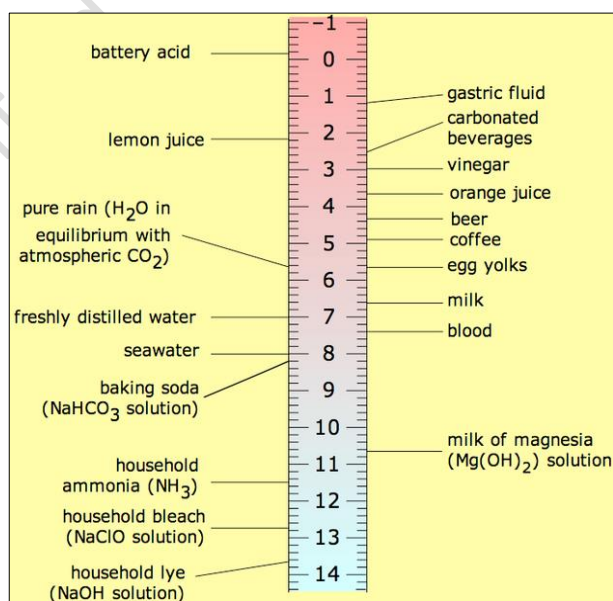 battery acid
lemon juice
pure rain (H₂O in
equilibrium with
atmospheric CO₂)
freshly distilled water
seawater
baking soda
(NaHCO₃ solution)
household
ammonia (NH₃)
household bleach
(NaClO solution)
household lye
(NaOH solution)
–1
0
1
2
3
4
5
6
7
8
9
10
11
12
13
14
gastric fluid
carbonated
beverages
vinegar
orange juice
beer
coffee
egg yolks
milk
blood
milk of magnesia
(Mg(OH)₂) solution